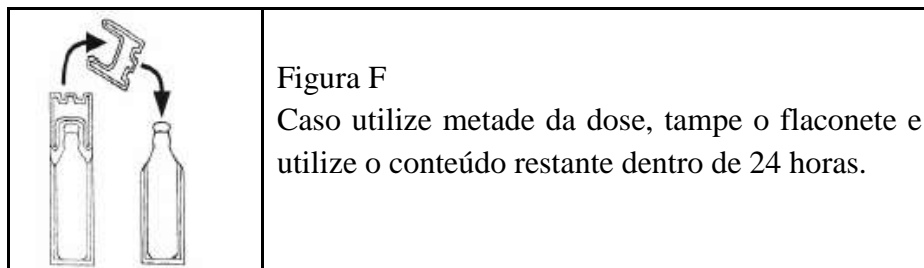 Figura F
Caso utilize metade da dose, tampe o flaconete e
utilize o conteúdo restante dentro de 24 horas.